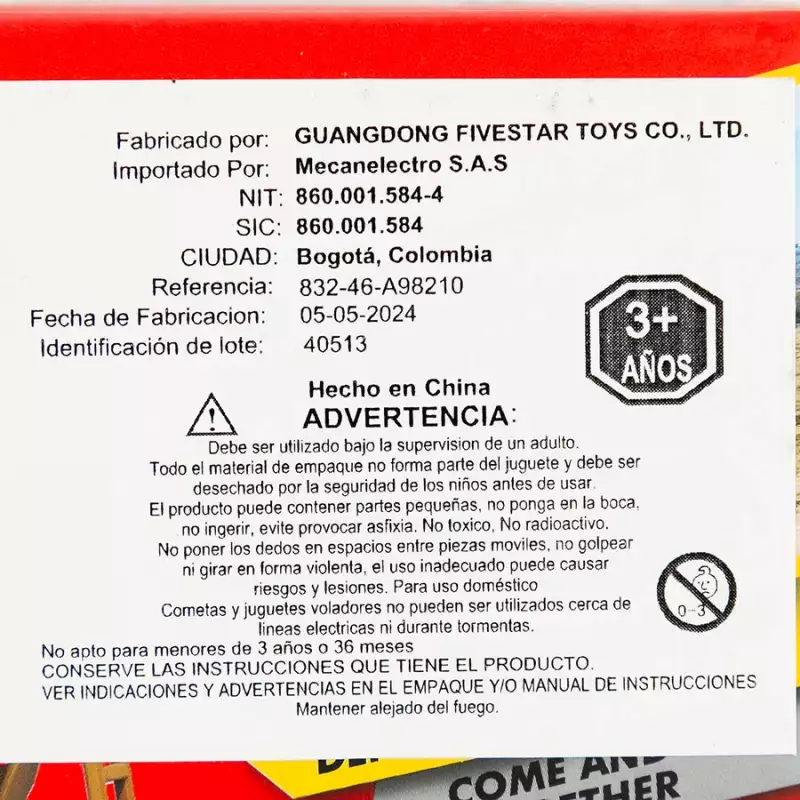 Fabricado por: GUANGDONG FIVESTAR TOYS CO., LTD.
Importado Por: Mecanelectro S.A.S
NIT: 860.001.584-4
SIC: 860.001.584
CIUDAD: Bogotá, Colombia
Referencia: 832-46-A98210
Fecha de Fabricacion: 05-05-2024
Identificación de lote: 40513
3+
AÑOS
Hecho en China
ADVERTENCIA:
Debe ser utilizado bajo la supervision de un adulto.
Todo el material de empaque no forma parte del juguete y debe ser
desechado por la seguridad de los niños antes de usar.
El producto puede contener partes pequeñas, no ponga en la boca,
no ingerir, evite provocar asfixia. No toxico, No radioactivo.
No poner los dedos en espacios entre piezas moviles, no golpear
ni girar en forma violenta, el uso inadecuado puede causar
riesgos y lesiones. Para uso doméstico
Cometas y juguetes voladores no pueden ser utilizados cerca de
lineas electricas ni durante tormentas.
0-3
No apto para menores de 3 años o 36 meses
CONSERVE LAS INSTRUCCIONES QUE TIENE EL PRODUCTO.
VER INDICACIONES Y ADVERTENCIAS EN EL EMPAQUE Y/O MANUAL DE INSTRUCCIONES
Mantener alejado del fuego.
COME AND